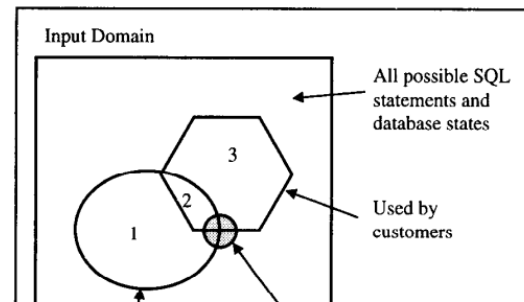 Input Domain
All possible SQL
statements and
database states
3
2
1
Used by
customers